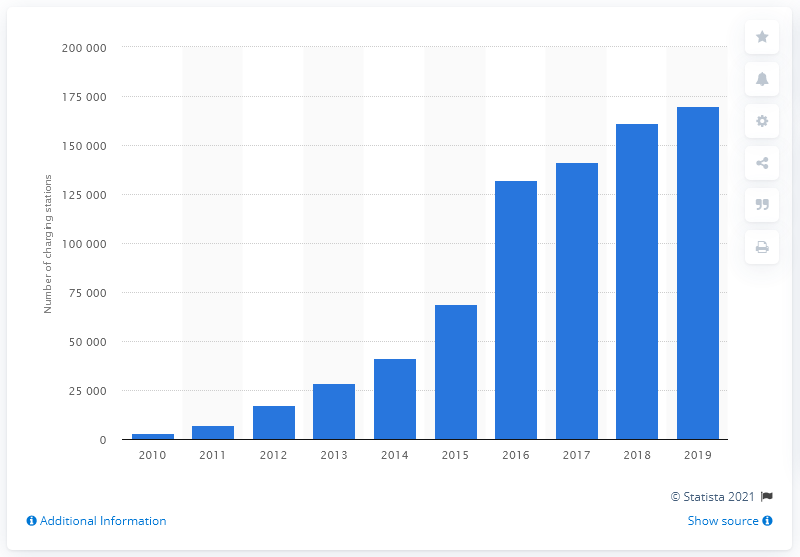 200 000
175 000
150 000
125 000
100 000
75 000
50 000
25 000
0
Number of charging stations
2010 2011 2012 2013 2014 2015 2016 2017 2018 2019
© Statista 2021
Additional Information
Show source